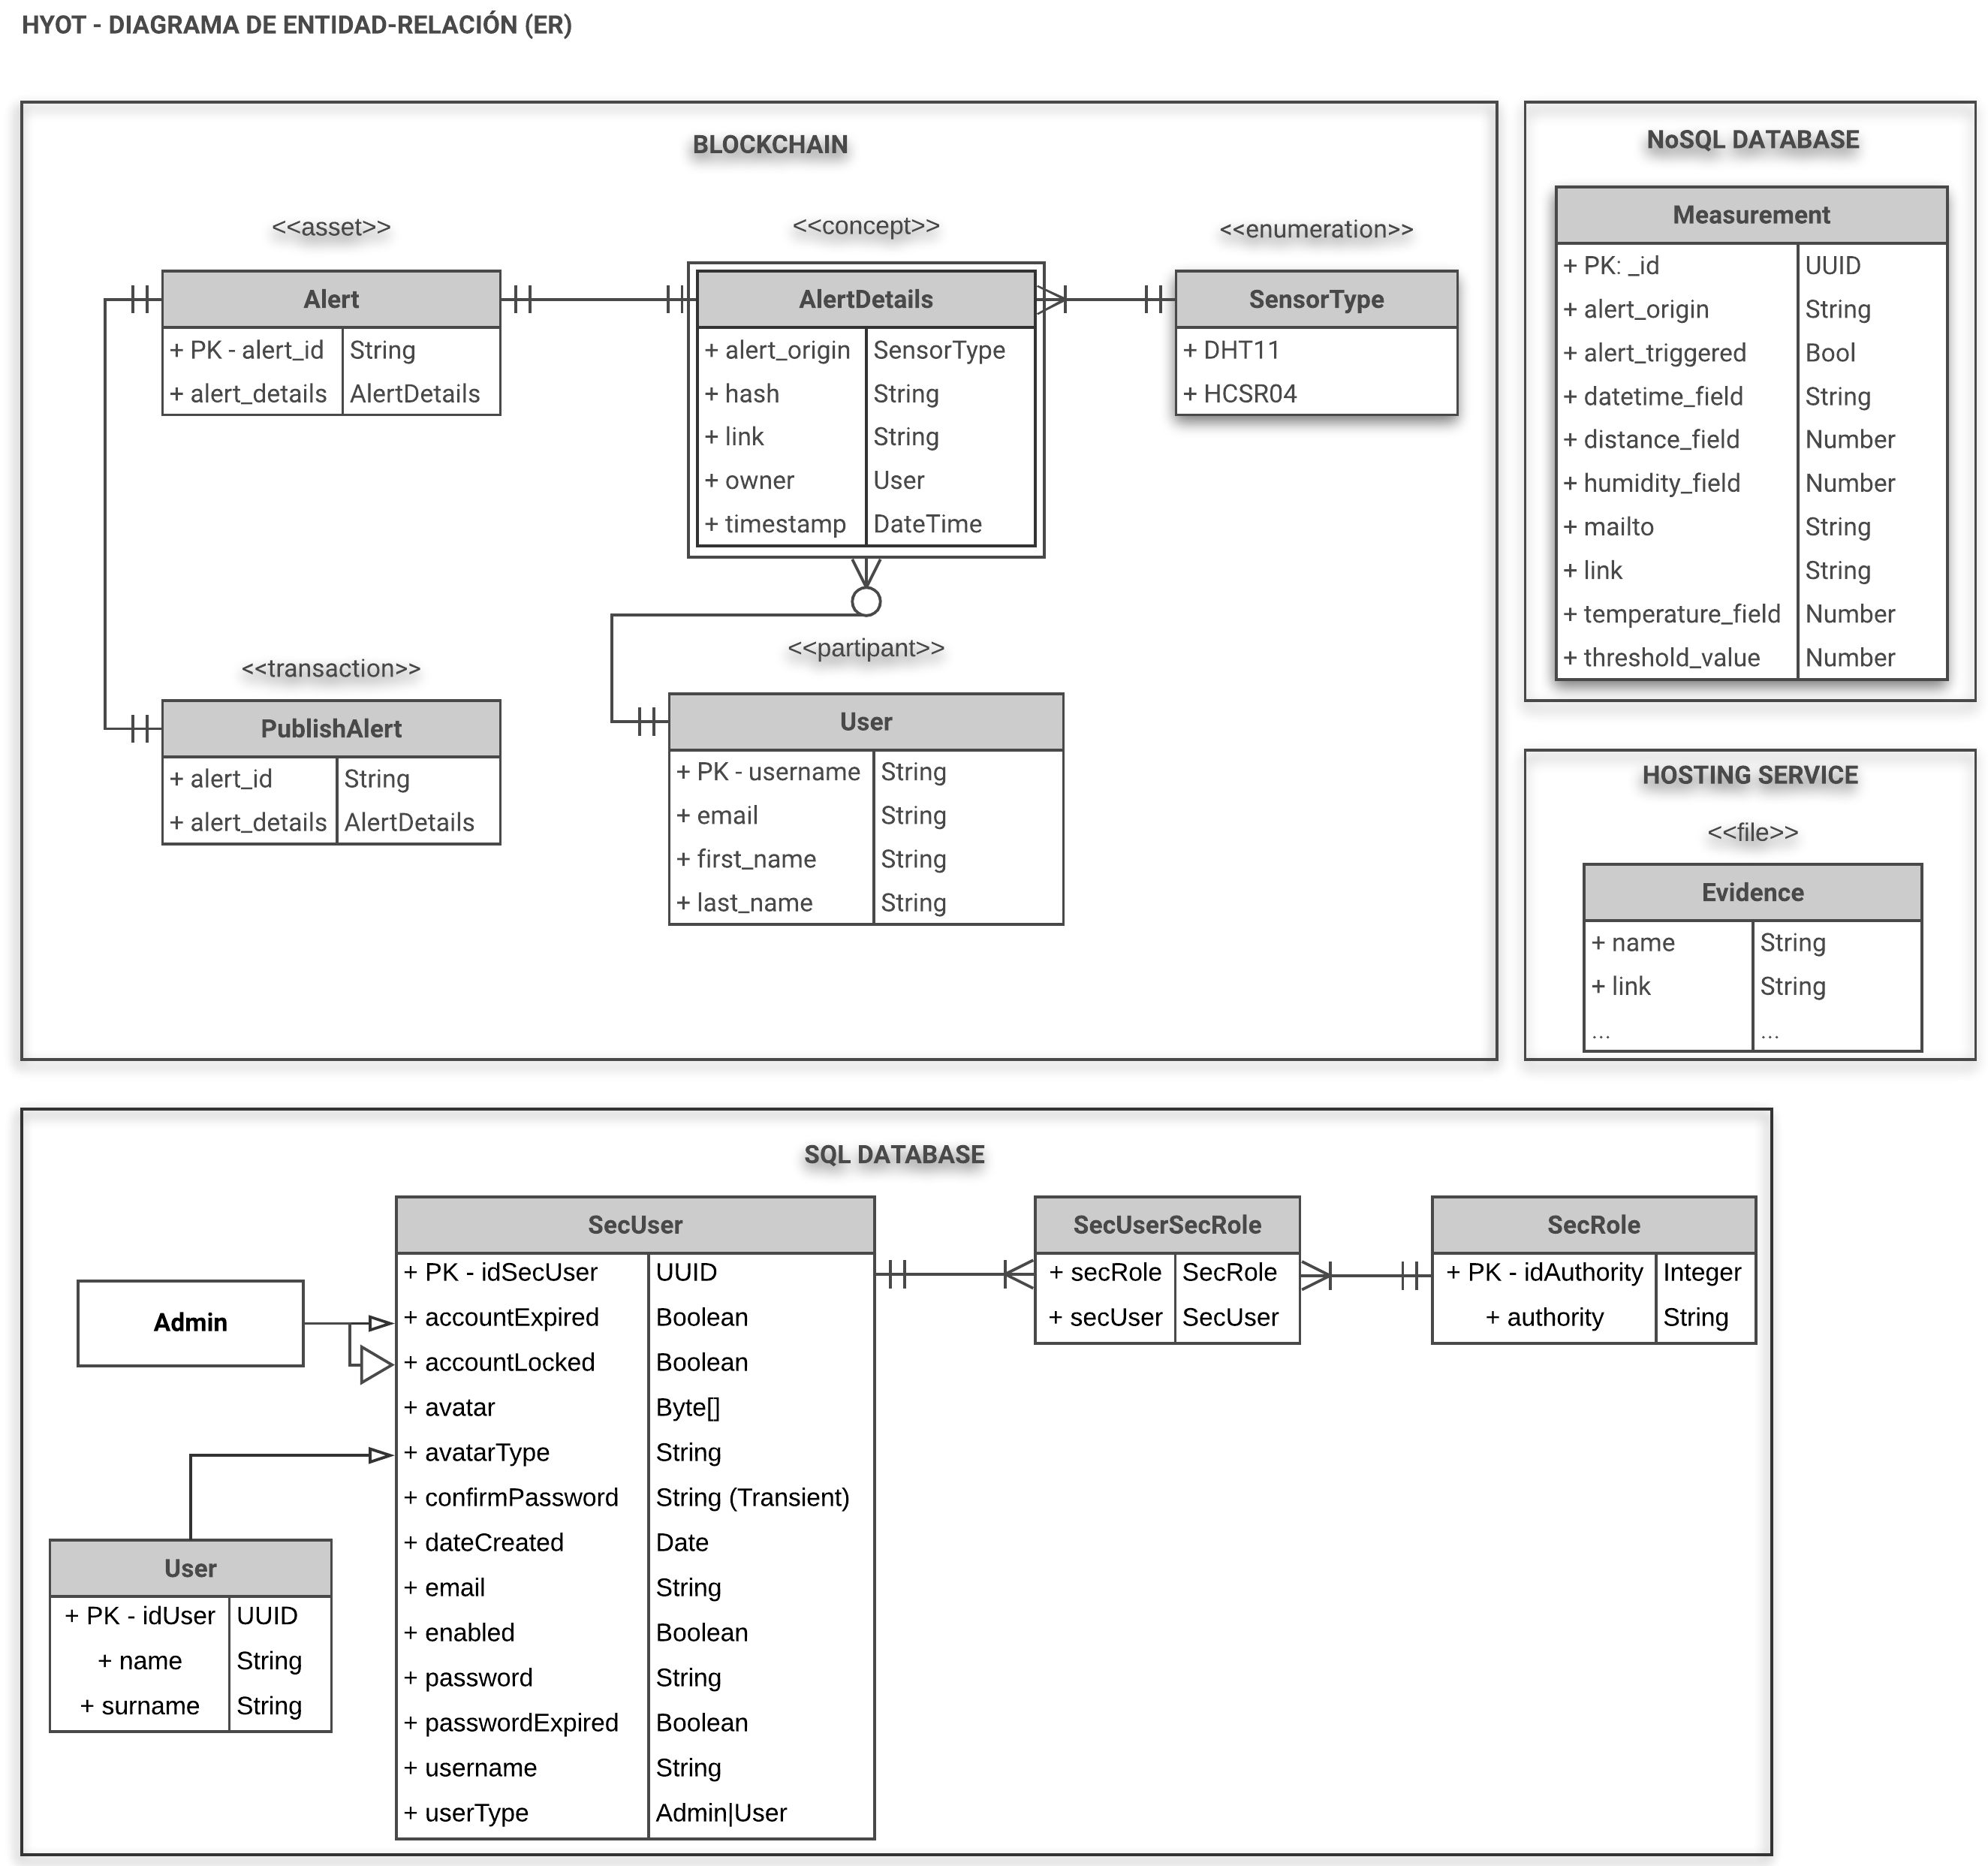 HYOT - DIAGRAMA DE ENTIDAD-RELACIÓN (ER)
BLOCKCHAIN
<<asset>>
Alert
+ PK - alert_id String
+ alert_details AlertDetails
<<concept>>
AlertDetails
+ alert_origin SensorType
+ hash String
+ link String
+ owner User
+ timestamp DateTime
<<enumeration>>
SensorType
+ DHT11
+ HCSR04
<<transaction>>
PublishAlert
+ alert_id String
+ alert_details AlertDetails
<<partipant>>
User
+ PK - username String
+ email String
+ first_name String
+ last_name String
NoSQL DATABASE
Measurement
+ PK: _id UUID
+ alert_origin String
+ alert_triggered Bool
+ datetime_field String
+ distance_field Number
+ humidity_field Number
+ mailto String
+ link String
+ temperature_field Number
+ threshold_value Number
HOSTING SERVICE
<<file>>
Evidence
+ name String
+ link String
... ...
SQL DATABASE
Admin
User
+ PK - idUser UUID
+ name String
+ surname String
SecUser
+ PK - idSecUser UUID
+ accountExpired Boolean
+ accountLocked Boolean
+ avatar Byte[]
+ avatarType String
+ confirmPassword String (Transient)
+ dateCreated Date
+ email String
+ enabled Boolean
+ password String
+ passwordExpired Boolean
+ username String
+ userType Admin|User
SecUserSecRole
+ secRole SecRole
+ secUser SecUser
SecRole
+ PK - idAuthority Integer
+ authority String